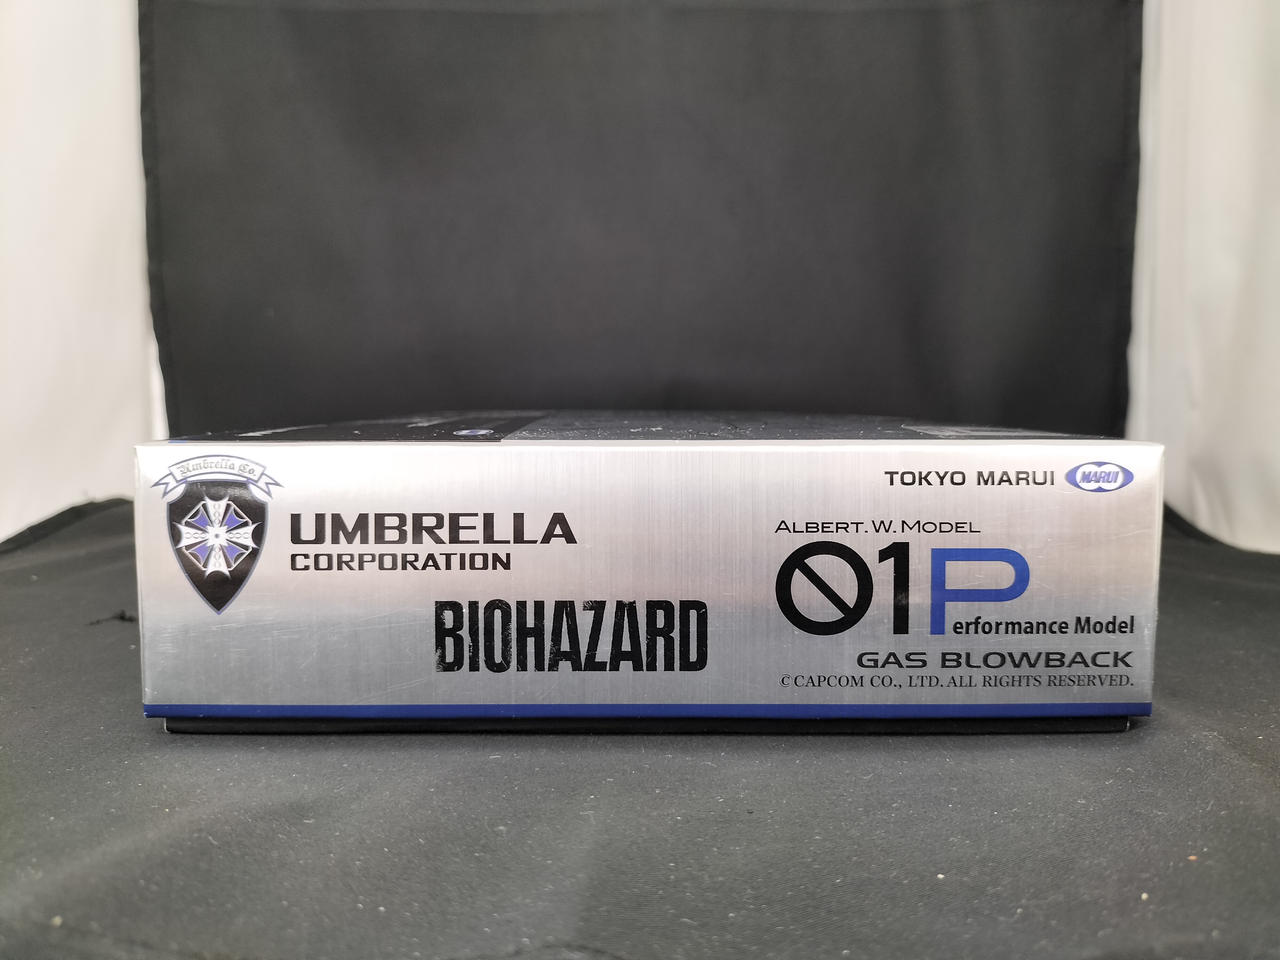 Umbrella Co.
UMBRELLA
CORPORATION
BIOHAZARD
TOKYO MARUI MARUI
ALBERT.W.MODEL
01P
erformance Model
GAS BLOWBACK
©CAPCOM CO., LTD. ALL RIGHTS RESERVED.